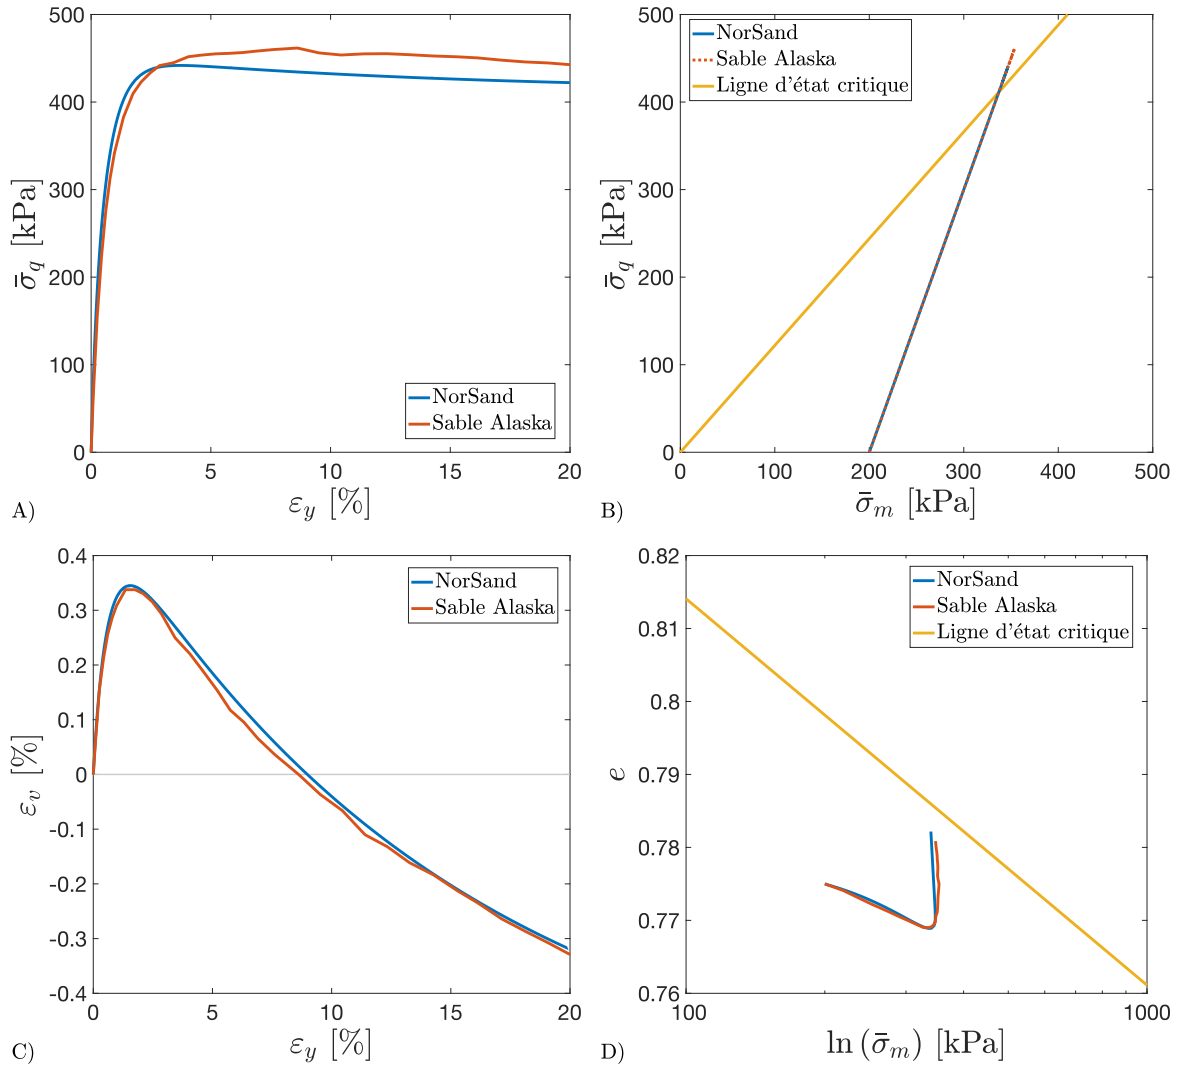 500
400
300
200
100
0
0 5 10 15 20
σ̄q [kPa]
εy [%]
NorSand
Sable Alaska
A)
500
400
300
200
100
0
0 100 200 300 400 500
σ̄q [kPa]
σ̄m [kPa]
NorSand
Sable Alaska
Ligne d'état critique
B)
0.4
0.3
0.2
0.1
0
-0.1
-0.2
-0.3
-0.4
0 5 10 15 20
εv [%]
εy [%]
NorSand
Sable Alaska
C)
0.82
0.81
0.8
0.79
0.78
0.77
0.76
100 1000
e
ln (σ̄m) [kPa]
NorSand
Sable Alaska
Ligne d'état critique
D)